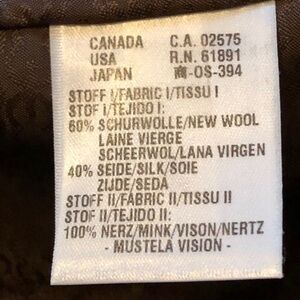 CANADA C.A. 02575
USA R.N. 61891
JAPAN -OS-394
STOFF I/FABRIC I/TISSU I
STOF I/TEJIDO I:
60% SCHURWOLLE/NEW WOOL
LAINE VIERGE
SCHEERWOL/LANA VIRGEN
40% SEIDE/SILK/SOIE
ZIJDE/SEDA
STOFF II/FABRIC II/TISSU II
STOF II/TEJIDO II:
100% NERZ/MINK/VISON/NERTZ
- MUSTELA VISION -